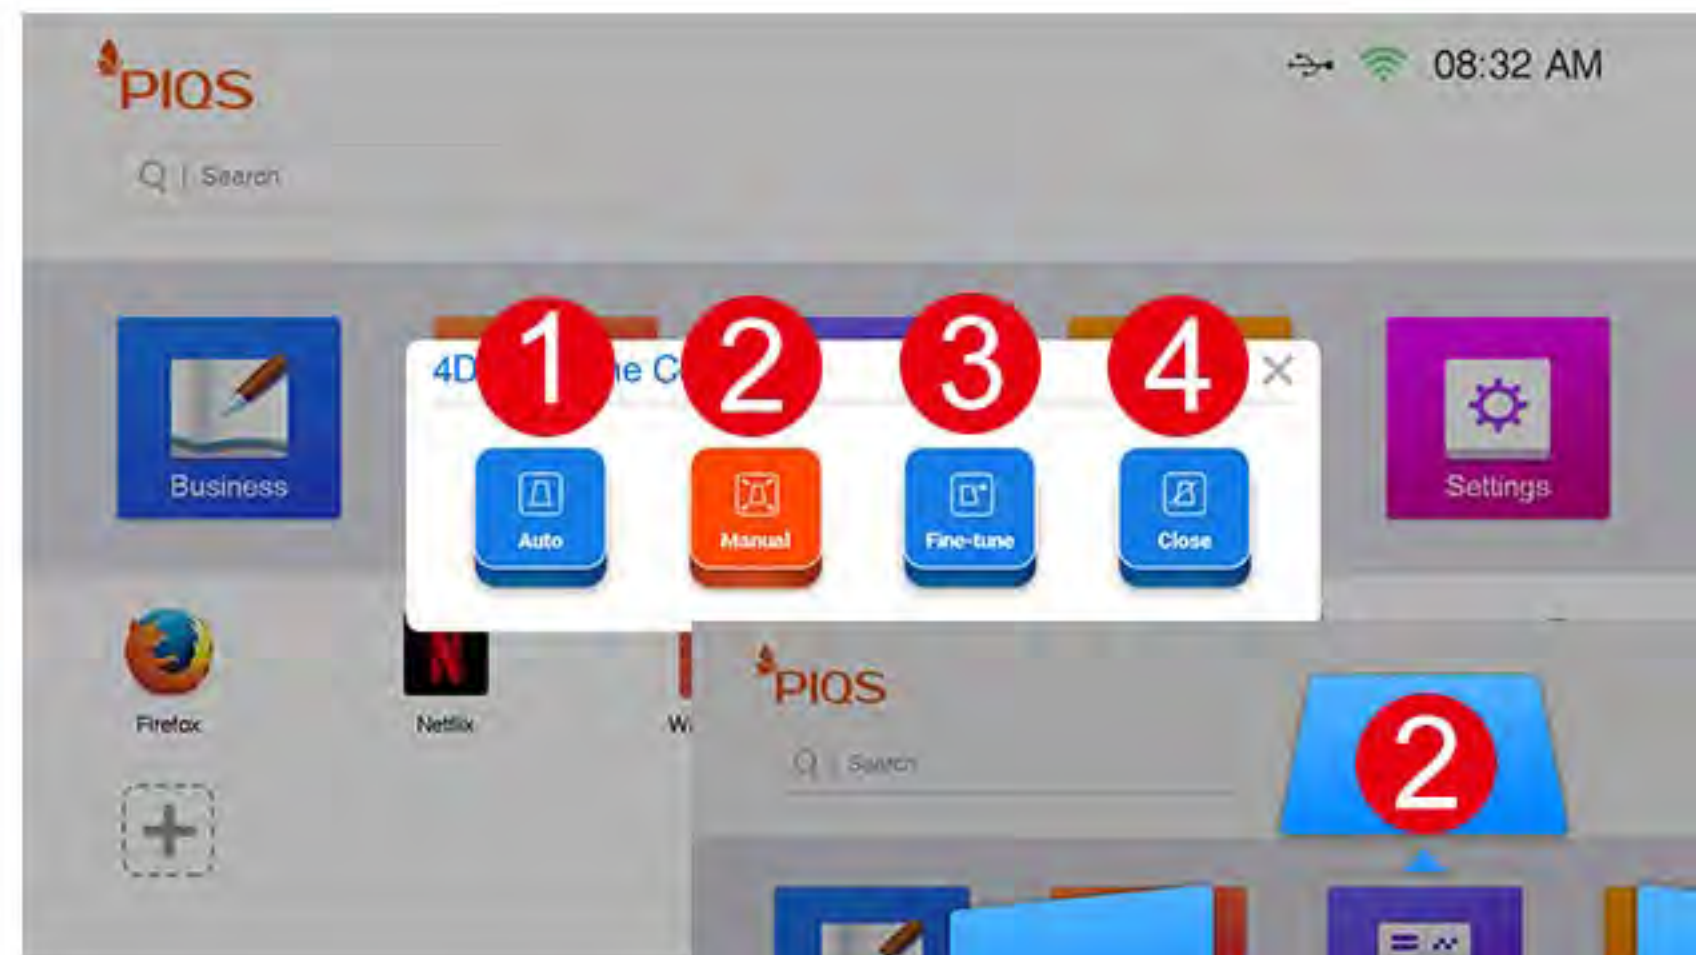 PIQS
08:32 AM
Search
1
2
3
4
4D
ne C
Business
Auto
Manual
Fine-tune
Close
Settings
Firefox
Netflix
W
PIQS
Search
2